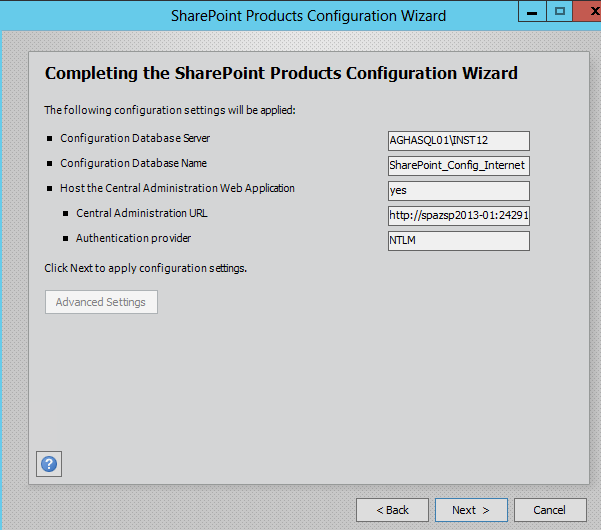 SharePoint Products Configuration Wizard
Completing the SharePoint Products Configuration Wizard
The following configuration settings will be applied:
Configuration Database Server AGHASQL01\INST12
Configuration Database Name SharePoint_Config_Internet
Host the Central Administration Web Application yes
Central Administration URL http://spazsp2013-01:24291
Authentication provider NTLM
Click Next to apply configuration settings.
Advanced Settings
?
< Back Next > Cancel